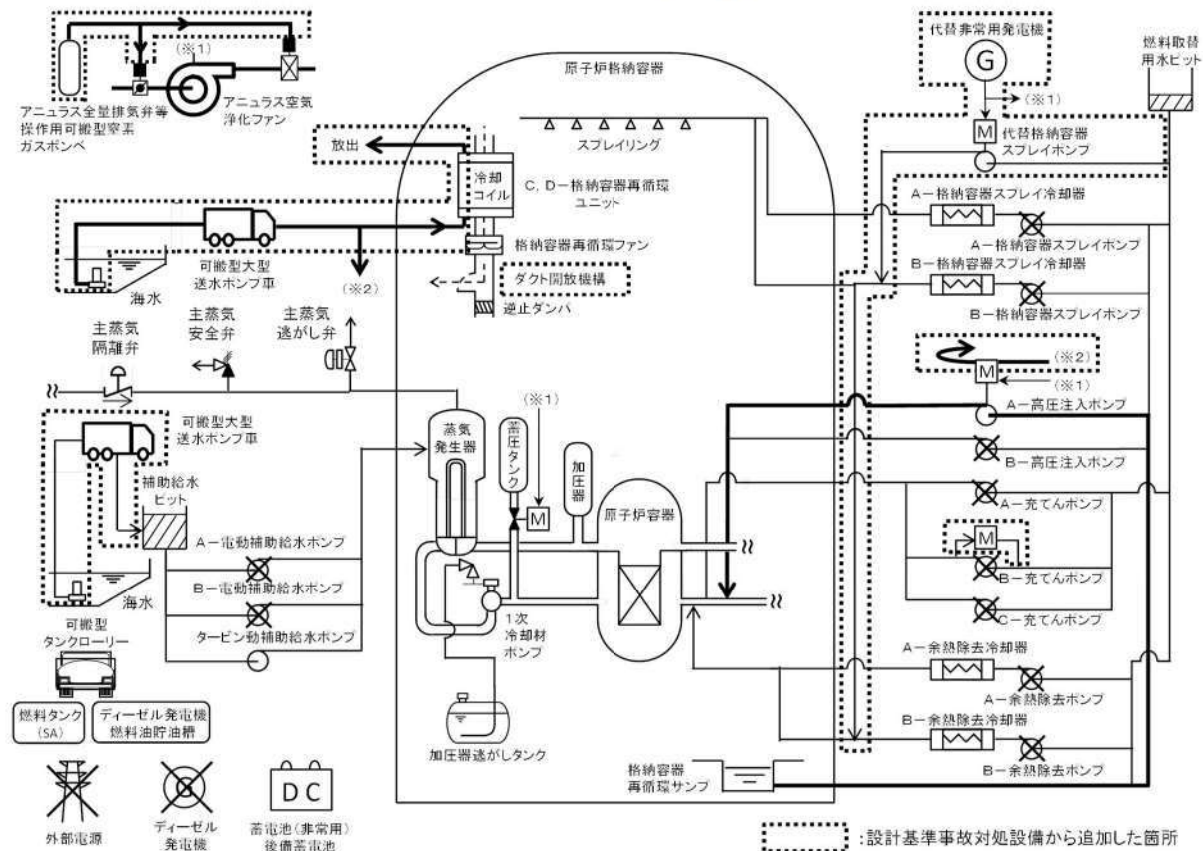 (※1)
アニュラス全量排気弁等
操作用可搬型窒素
ガスボンベ
アニュラス空気
浄化ファン
原子炉格納容器
スプレイリング
放出
冷却
コイル
C, D－格納容器再循環
ユニット
格納容器再循環ファン
ダクト開放機構
逆止ダンパ
可搬型大型
送水ポンプ車
海水
(※2)
主蒸気
隔離弁
主蒸気
安全弁
主蒸気
逃がし弁
代替非常用発電機
G
(※1)
M
代替格納容器
スプレイポンプ
燃料取替
用水ピット
A－格納容器スプレイ冷却器
A－格納容器スプレイポンプ
B－格納容器スプレイ冷却器
B－格納容器スプレイポンプ
(※2)
M
(※1)
A－高圧注入ポンプ
B－高圧注入ポンプ
A－充てんポンプ
M
B－充てんポンプ
C－充てんポンプ
A－余熱除去冷却器
A－余熱除去ポンプ
B－余熱除去冷却器
B－余熱除去ポンプ
可搬型大型
送水ポンプ車
補助給水
ピット
海水
A－電動補助給水ポンプ
B－電動補助給水ポンプ
タービン動補助給水ポンプ
蒸気
発生器
蓄圧タンク
(※1)
M
加圧器
原子炉容器
1次
冷却材
ポンプ
加圧器逃がしタンク
格納容器
再循環サンプ
可搬型
タンクローリー
燃料タンク
(SA)
ディーゼル発電機
燃料油貯油槽
外部電源
ディーゼル
発電機
DC
蓄電池(非常用)
後備蓄電池
:設計基準事故対処設備から追加した箇所